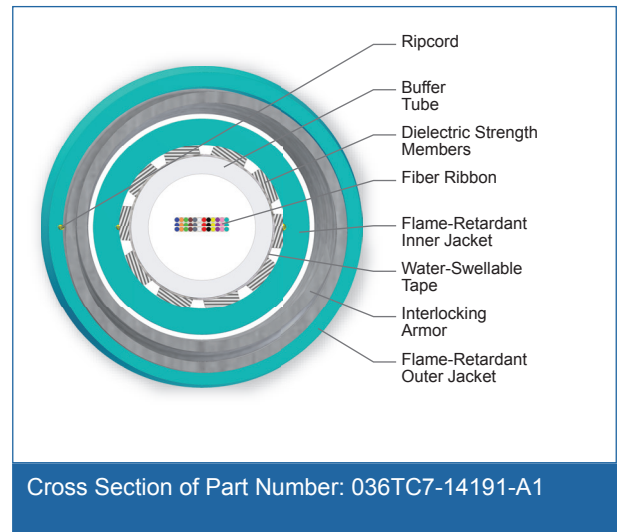 Ripcord
Buffer
Tube
Dielectric Strength
Members
Fiber Ribbon
Flame-Retardant
Inner Jacket
Water-Swellable
Tape
Interlocking
Armor
Flame-Retardant
Outer Jacket
Cross Section of Part Number: 036TC7-14191-A1